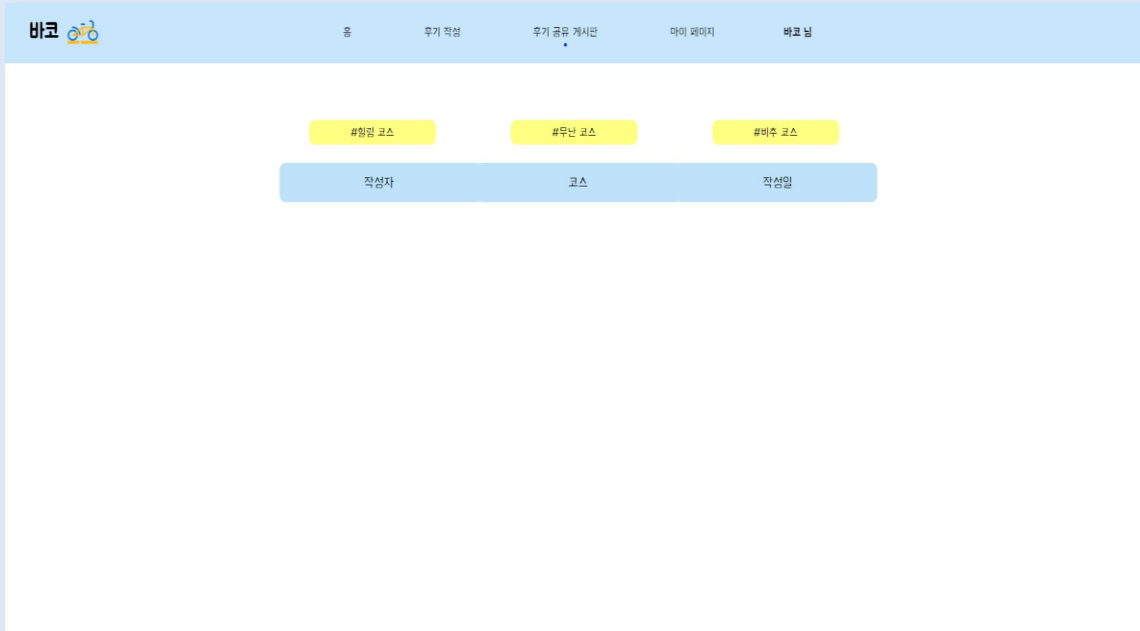 바코
홈 후기 작성 후기 공유 게시판 마이 페이지 바코 님
#힐링 코스 #무난 코스 #비추 코스
작성자 코스 작성일